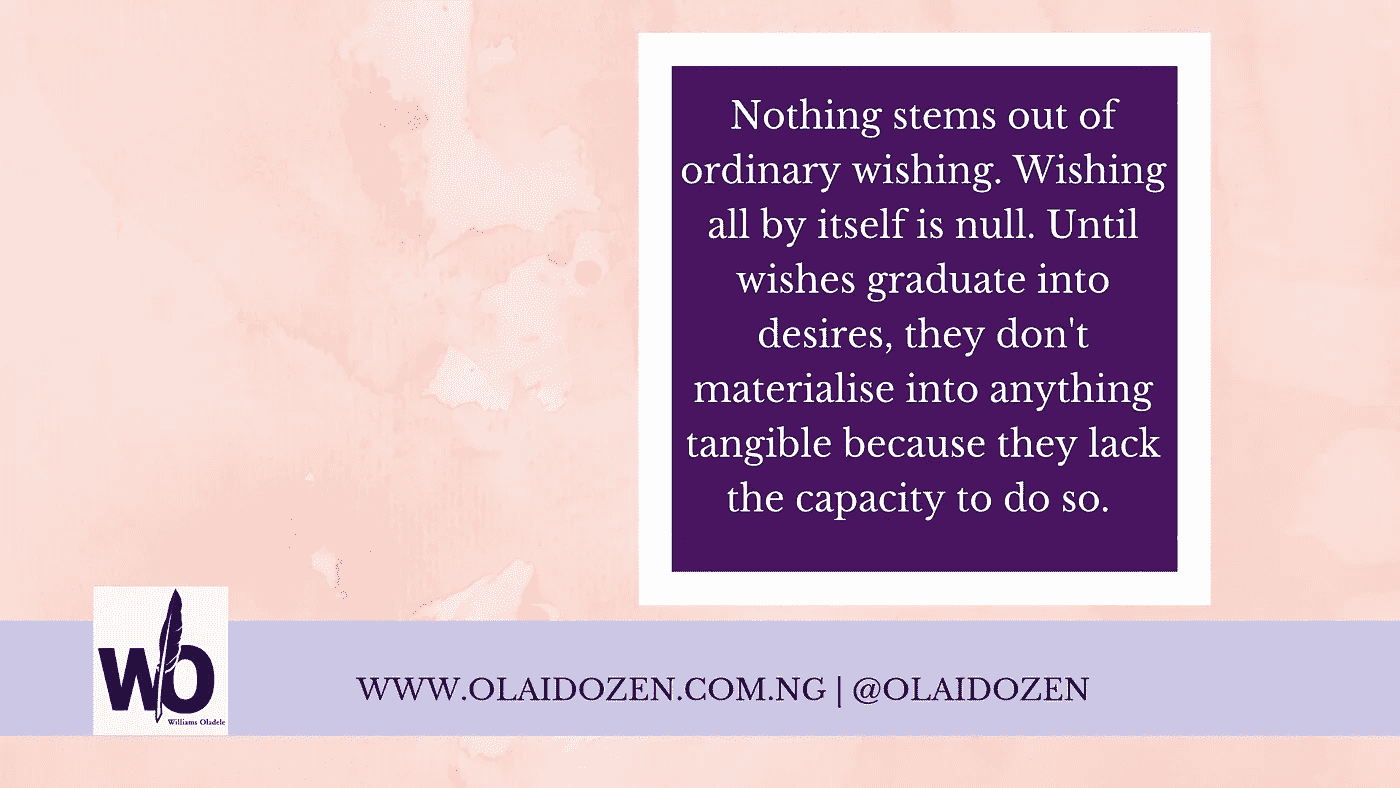 Nothing stems out of
ordinary wishing. Wishing
all by itself is null. Until
wishes graduate into
desires, they don't
materialise into anything
tangible because they lack
the capacity to do so.
WO
Williams Oladele
WWW.OLAIDOZEN.COM.NG | @OLAIDOZEN